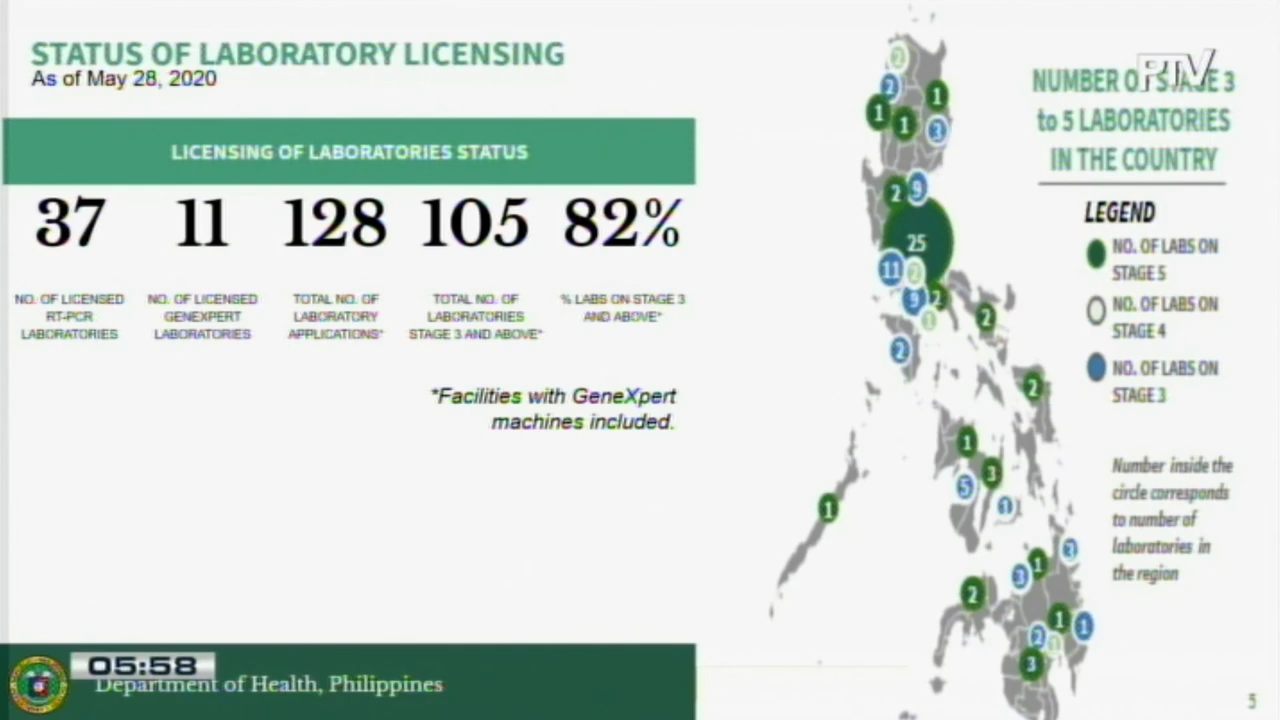 STATUS OF LABORATORY LICENSING
As of May 28, 2020
LICENSING OF LABORATORIES STATUS
37
11
128
105
82%
NO. OF LICENSED
RT-PCR
LABORATORIES
NO. OF LICENSED
GENEXPERT
LABORATORIES
TOTAL NO. OF
LABORATORY
APPLICATIONS*
TOTAL NO. OF
LABORATORIES
STAGE 3 AND ABOVE*
% LABS ON STAGE 3
AND ABOVE*
*Facilities with GeneXpert
machines included.
05:58
Department of Health, Philippines
2
2
1
1
1
3
2
9
25
11
2
9
2
1
2
2
2
1
3
5
1
1
3
1
3
2
1
1
2
1
3
PTV
NUMBER OF STAGE 3
to 5 LABORATORIES
IN THE COUNTRY
LEGEND
NO. OF LABS ON
STAGE 5
NO. OF LABS ON
STAGE 4
NO. OF LABS ON
STAGE 3
Number inside the
circle corresponds
to number of
laboratories in
the region
5